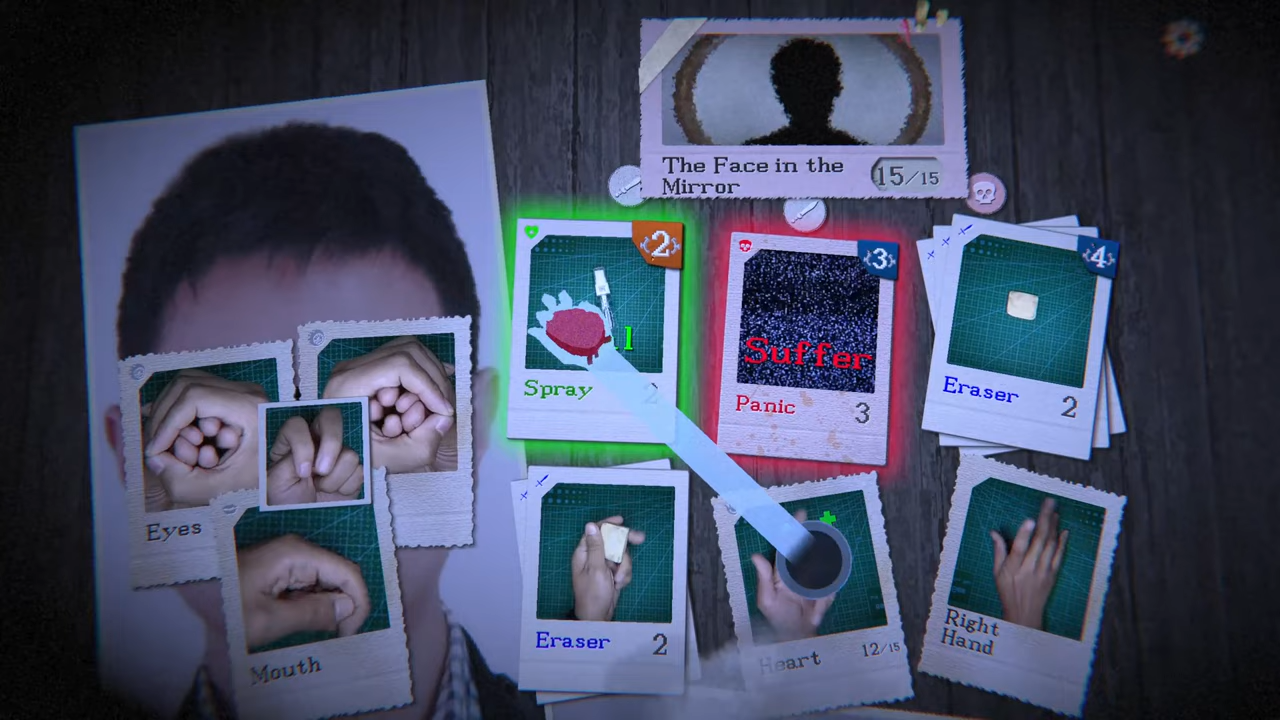 The Face in the
Mirror
15/15
2
1
Spray
2
3
Suffer
Panic
3
4
Eraser
2
Eyes
Mouth
Eraser
2
Heart
12/15
Right
Hand